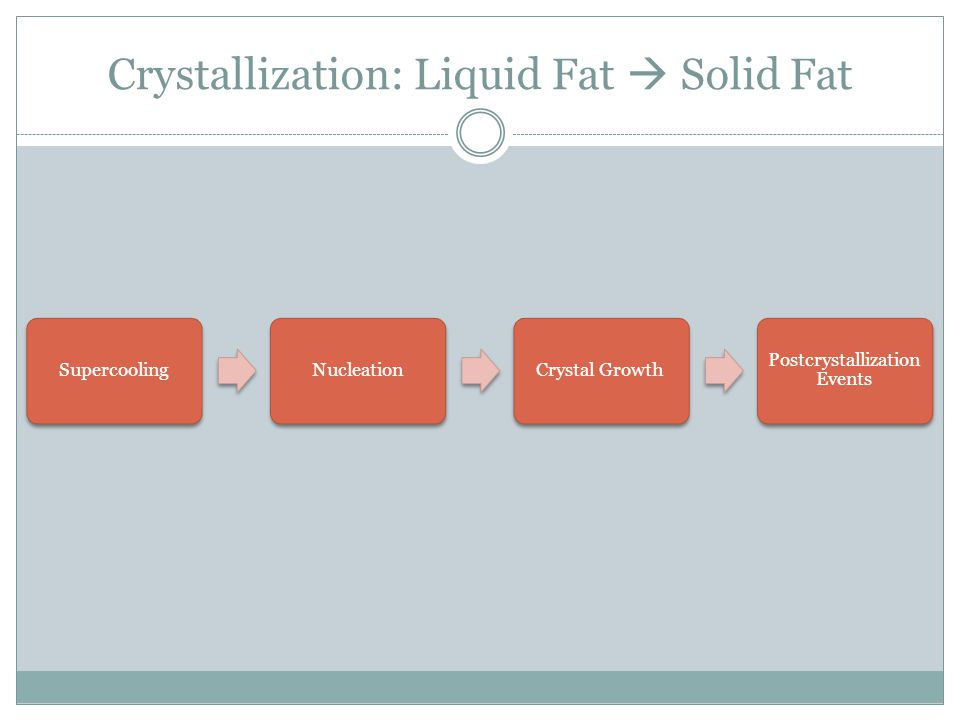 Crystallization: Liquid Fat → Solid Fat
Supercooling
Nucleation
Crystal Growth
Postcrystallization
Events